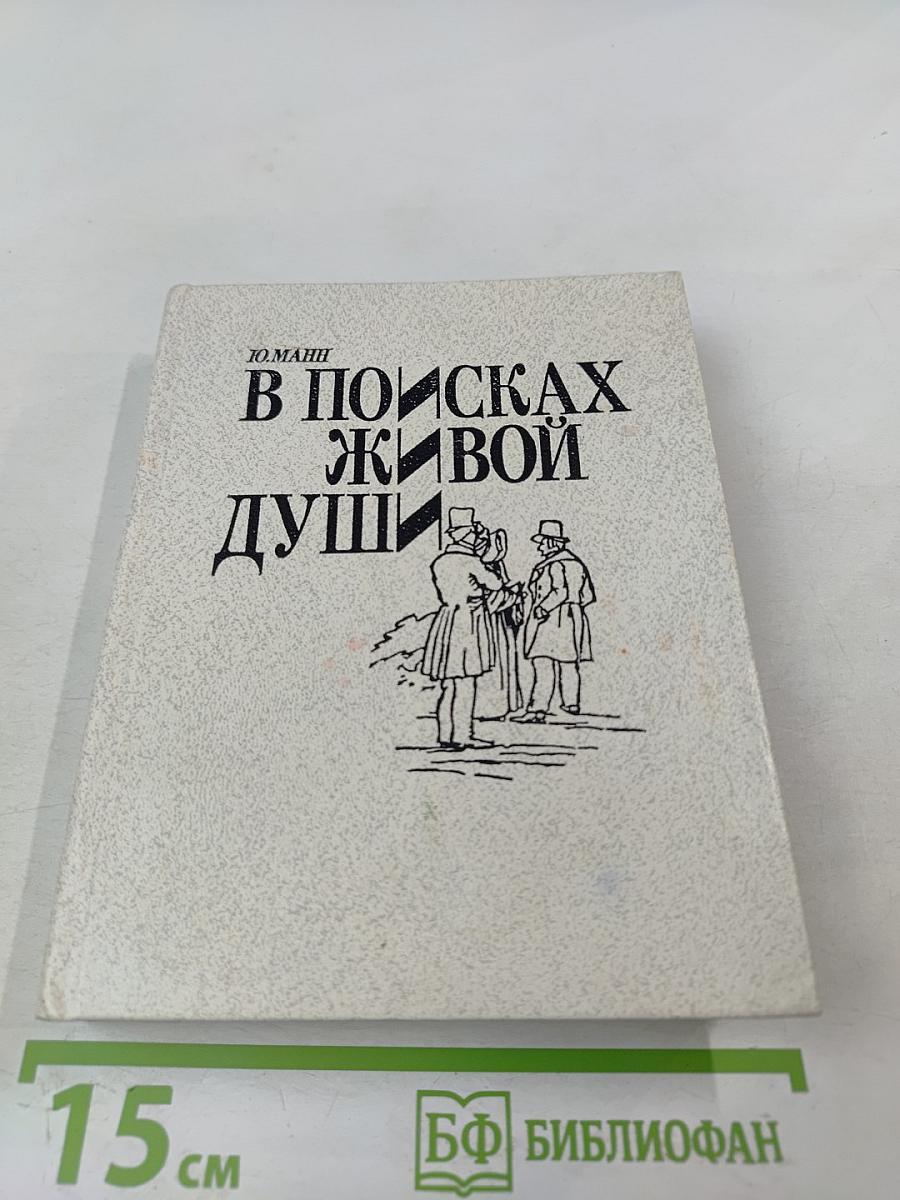 Ю.МАНН
В ПОИСКАХ
ЖИВОЙ
ДУШИ
15 см
БФ БИБЛИОФАН